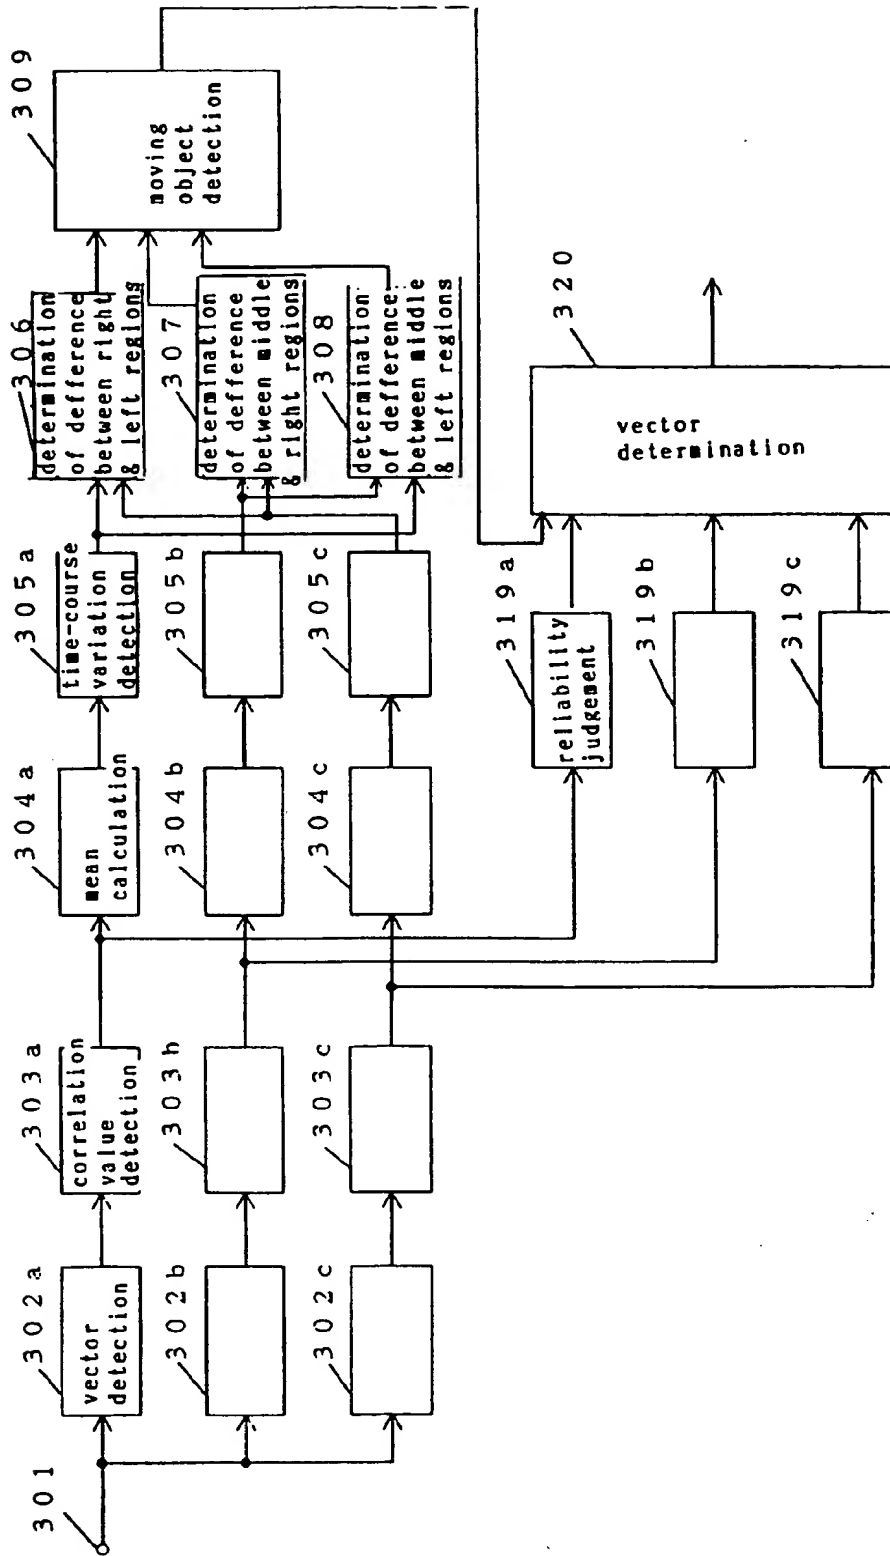 301
302a
vector
detection
302b
302c
303a
correlation
value
detection
303b
303c
304a
mean
calculation
304b
304c
305a
time-course
variation
detection
305b
305c
306
determination
of defference
between right
& left regions
307
determination
of defference
between middle
& right regions
308
determination
of defference
between middle
& left regions
309
moving
object
detection
319a
reliability
judgement
319b
319c
320
vector
determination